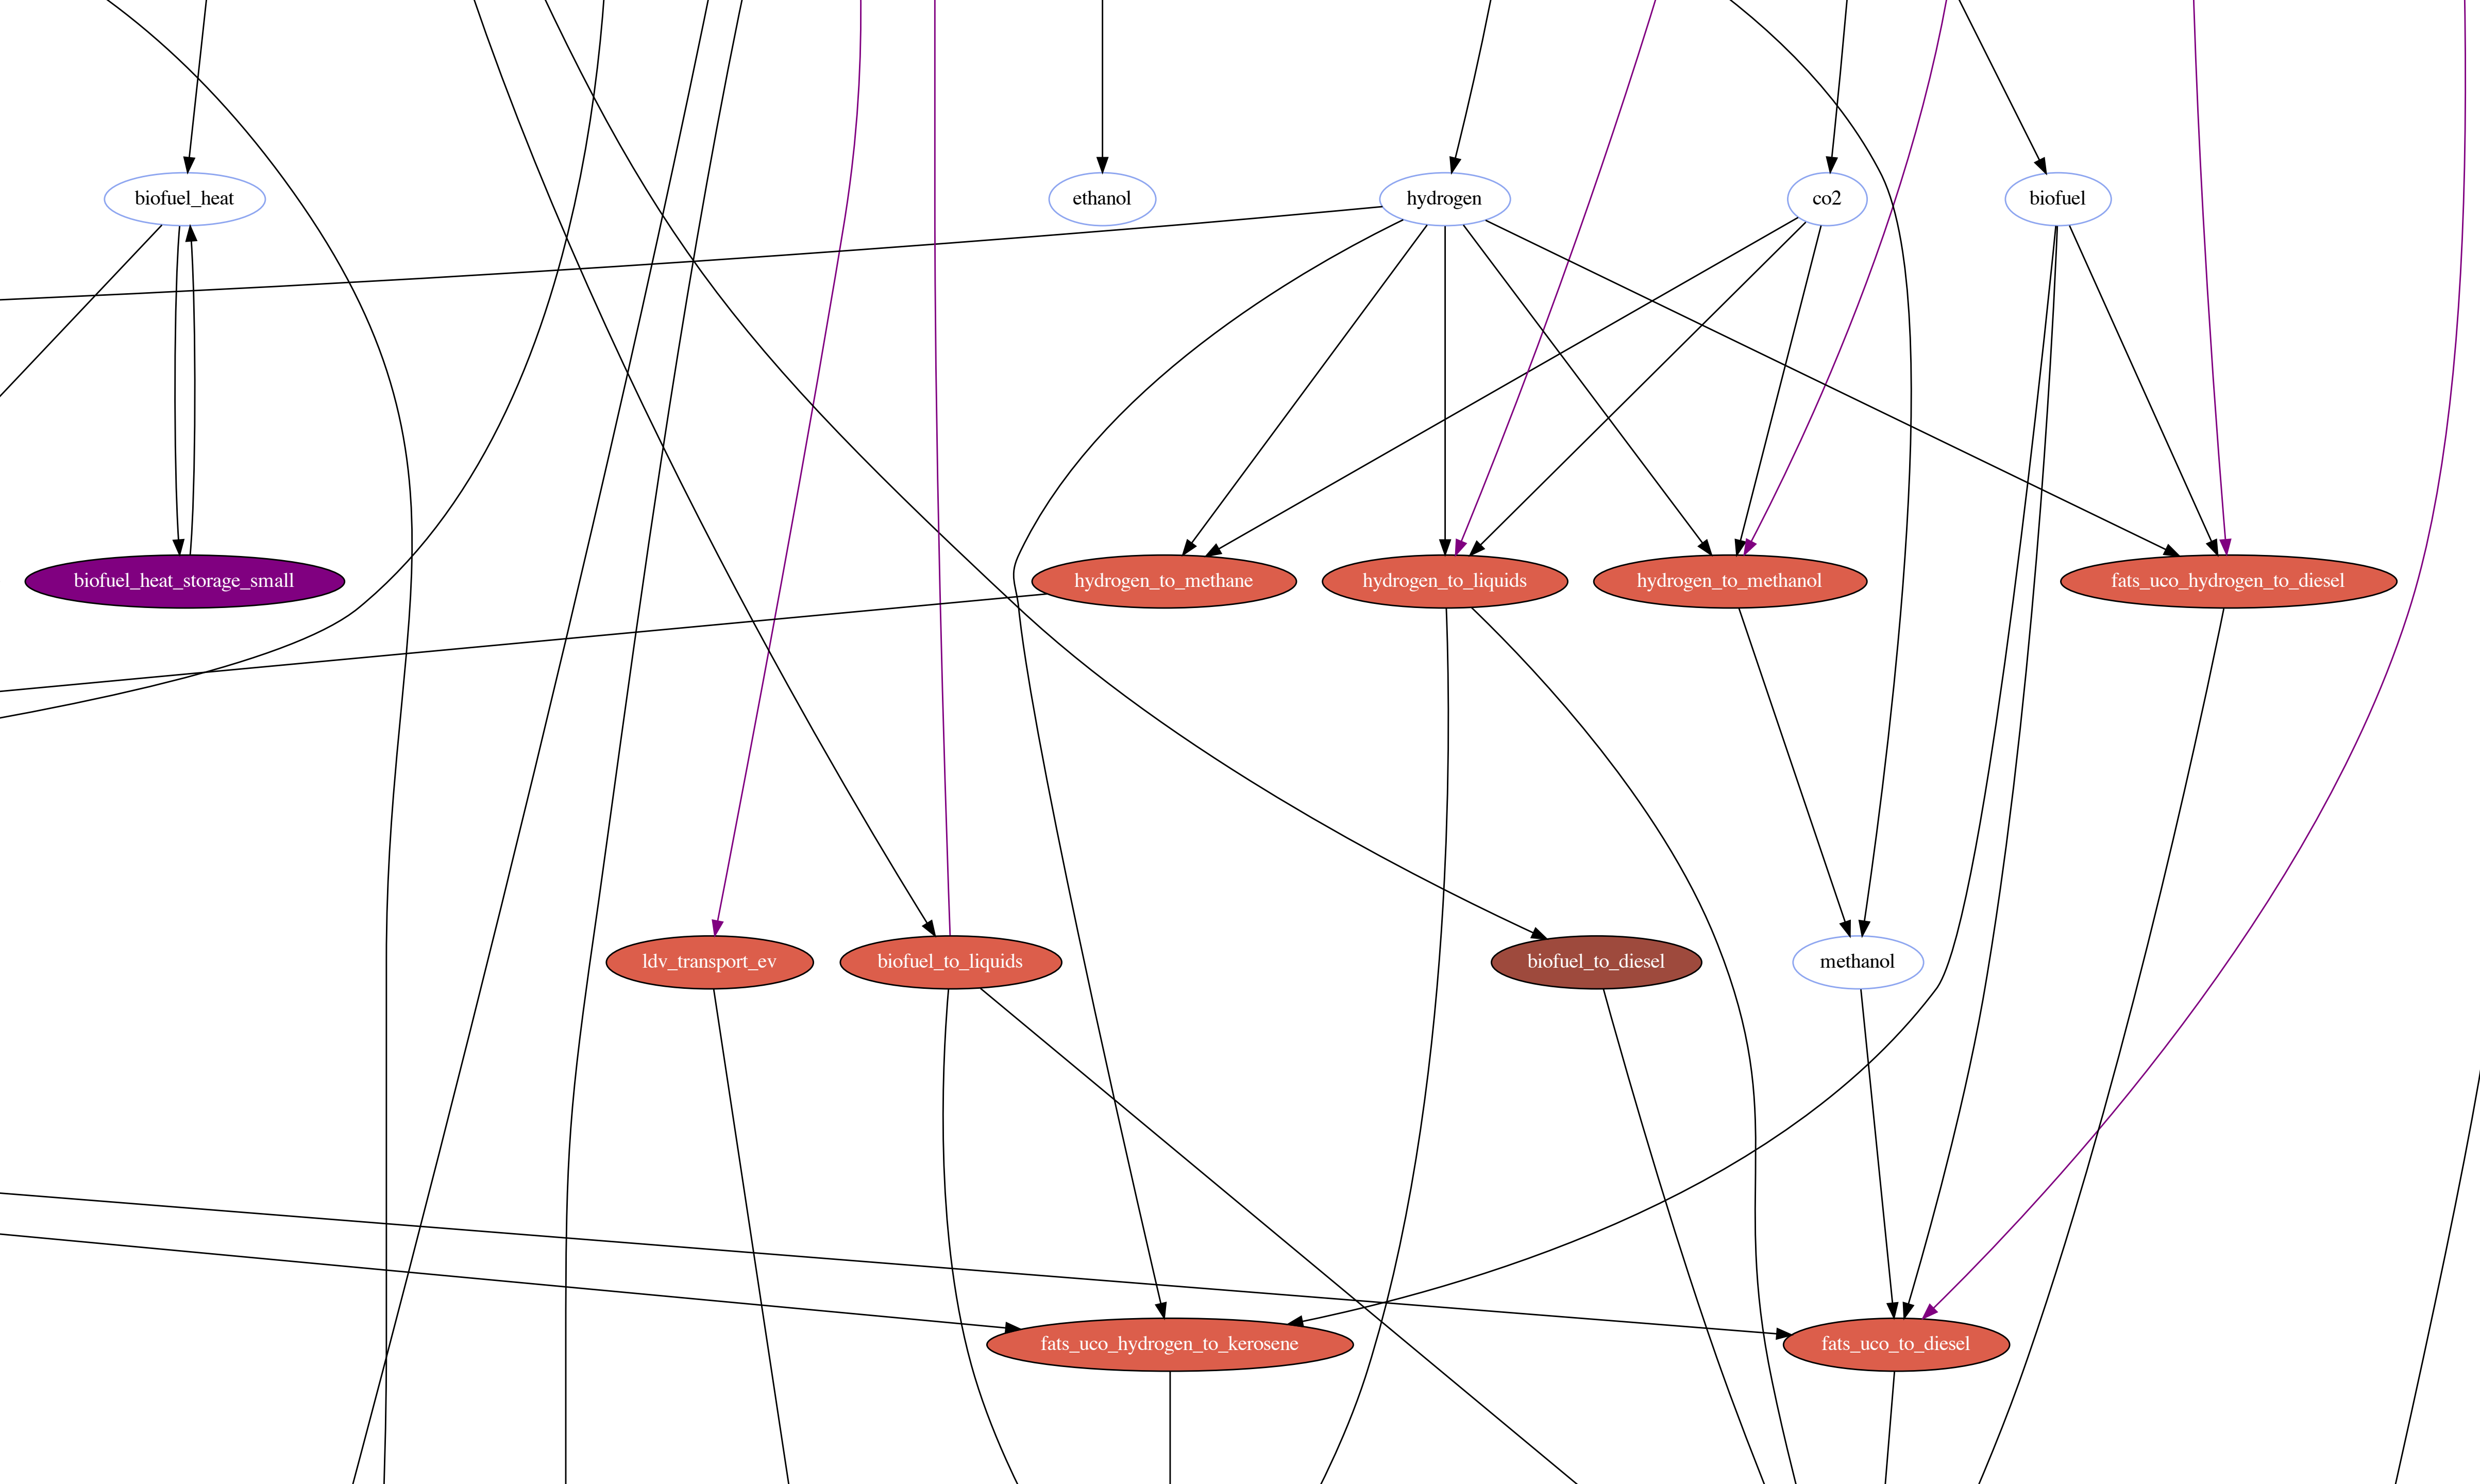 biofuel_heat
ethanol
hydrogen
co2
biofuel
biofuel_heat_storage_small
hydrogen_to_methane
hydrogen_to_liquids
hydrogen_to_methanol
fats_uco_hydrogen_to_diesel
ldv_transport_ev
biofuel_to_liquids
biofuel_to_diesel
methanol
fats_uco_hydrogen_to_kerosene
fats_uco_to_diesel